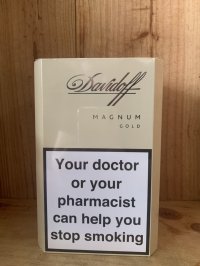 Davidoff
MAGNUM
GOLD
Your doctor
or your
pharmacist
can help you
stop smoking